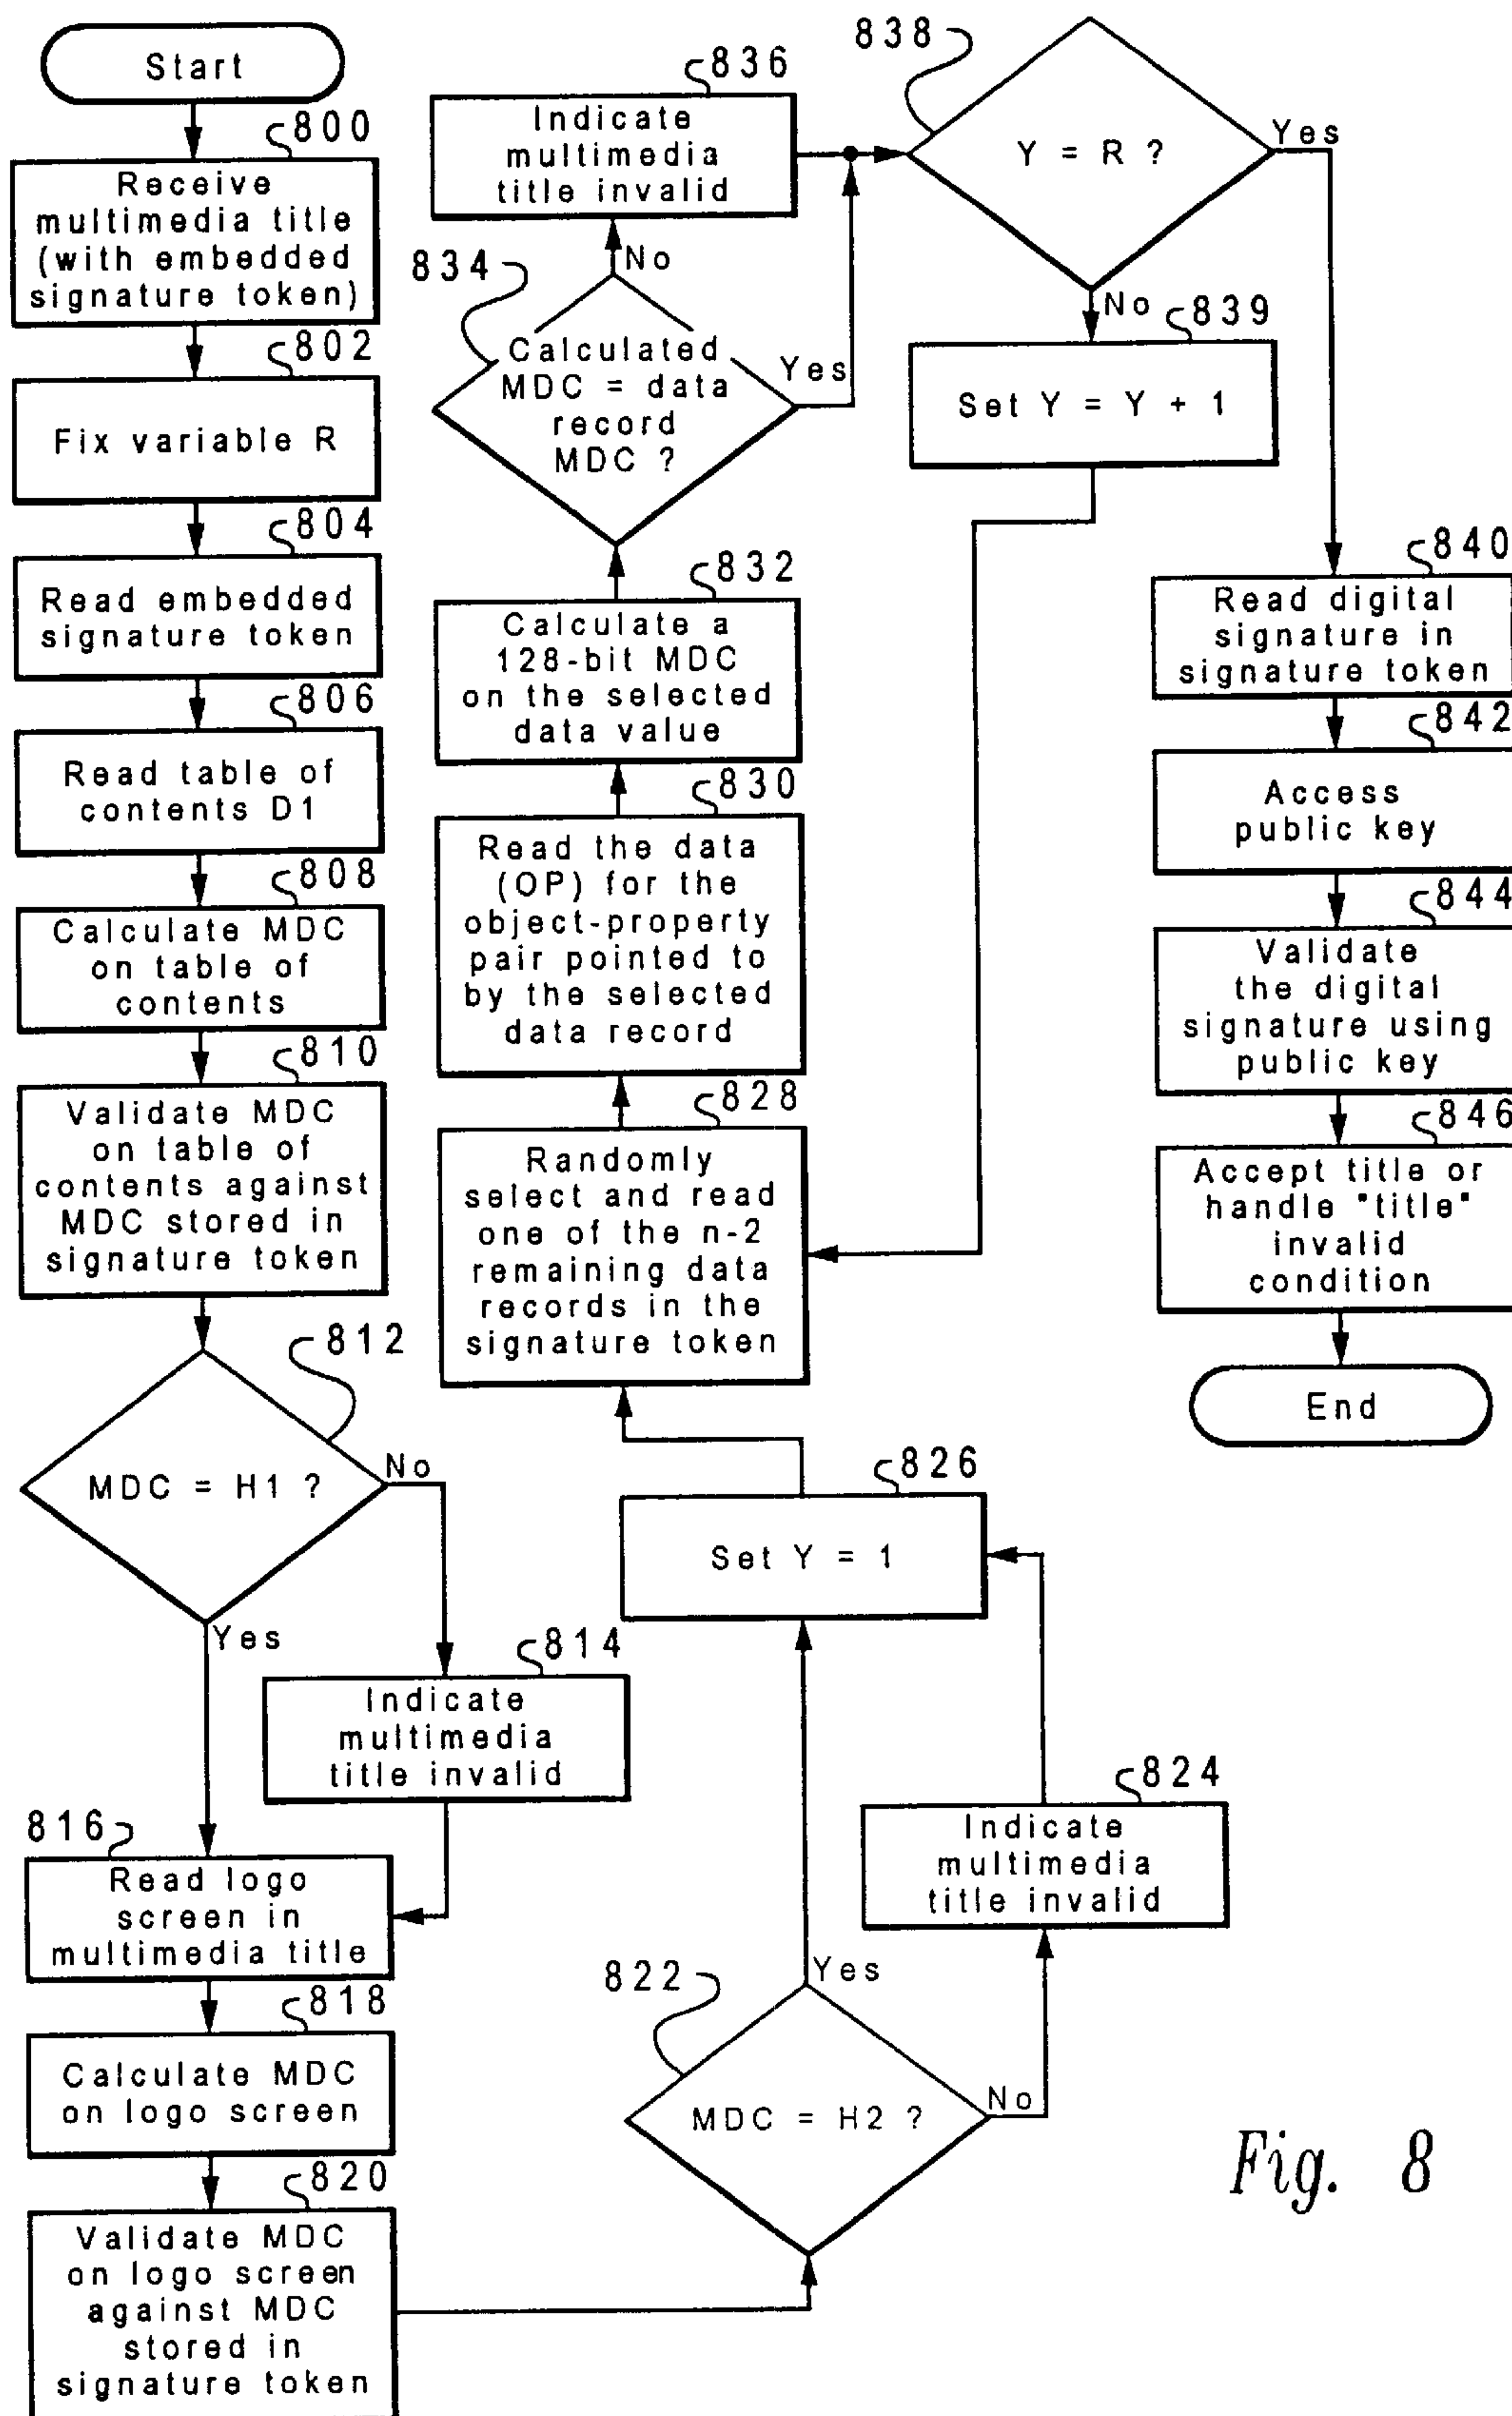 Start
800
Receive
multimedia title
(with embedded
signature token)
802
Fix variable R
804
Read embedded
signature token
806
Read table of
contents D1
808
Calculate MDC
on table of
contents
810
Validate MDC
on table of
contents against
MDC stored in
signature token
812
MDC = H1 ?
No
Yes
814
Indicate
multimedia
title invalid
816
Read logo
screen in
multimedia title
818
Calculate MDC
on logo screen
820
Validate MDC
on logo screen
against MDC
stored in
signature token
822
MDC = H2 ?
Yes
No
824
Indicate
multimedia
title invalid
826
Set Y = 1
828
Randomly
select and read
one of the n-2
remaining data
records in the
signature token
830
Read the data
(OP) for the
object-property
pair pointed to
by the selected
data record
832
Calculate a
128-bit MDC
on the selected
data value
834
Calculated
MDC = data
record
MDC ?
No
Yes
836
Indicate
multimedia
title invalid
838
Y = R ?
Yes
No
839
Set Y = Y + 1
840
Read digital
signature in
signature token
842
Access
public key
844
Validate
the digital
signature using
public key
846
Accept title or
handle "title"
invalid
condition
End
Fig. 8